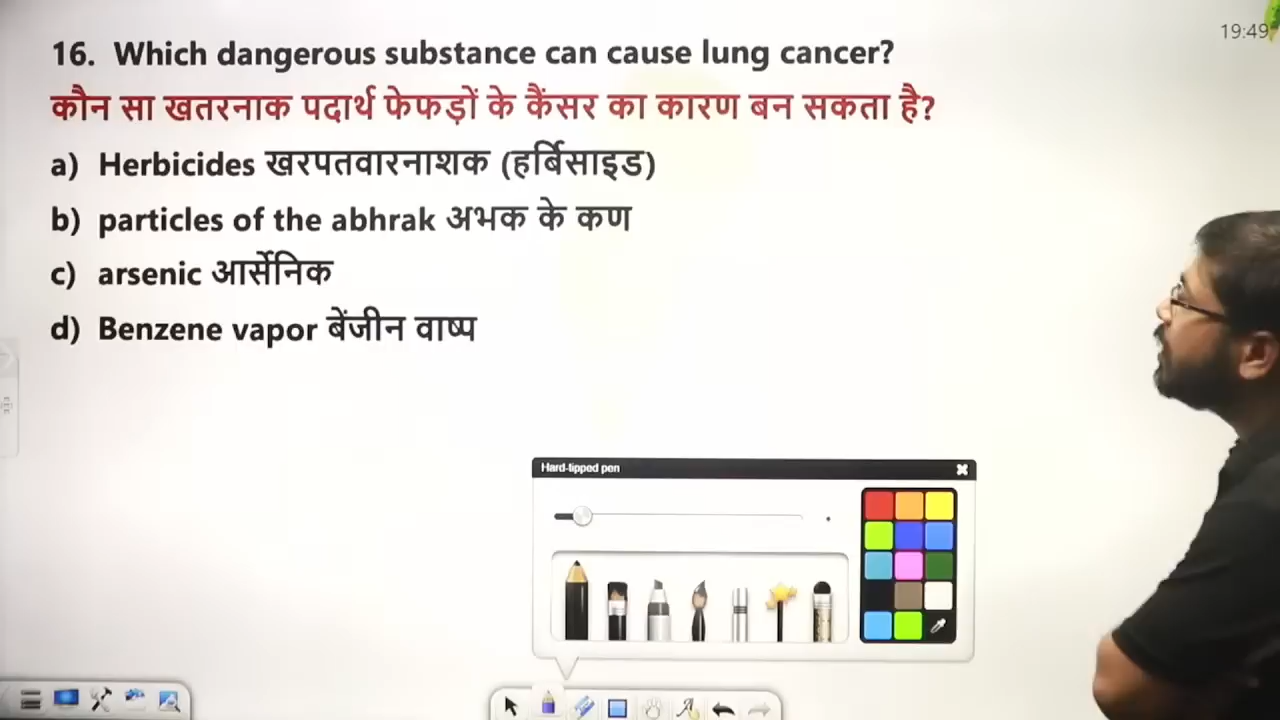 19:49
16. Which dangerous substance can cause lung cancer?
कौन सा खतरनाक पदार्थ फेफड़ों के कैंसर का कारण बन सकता है?
a) Herbicides खरपतवारनाशक (हर्बिसाइड)
b) particles of the abhrak अभक के कण
c) arsenic आर्सेनिक
d) Benzene vapor बेंजीन वाष्प
Hard-tipped pen